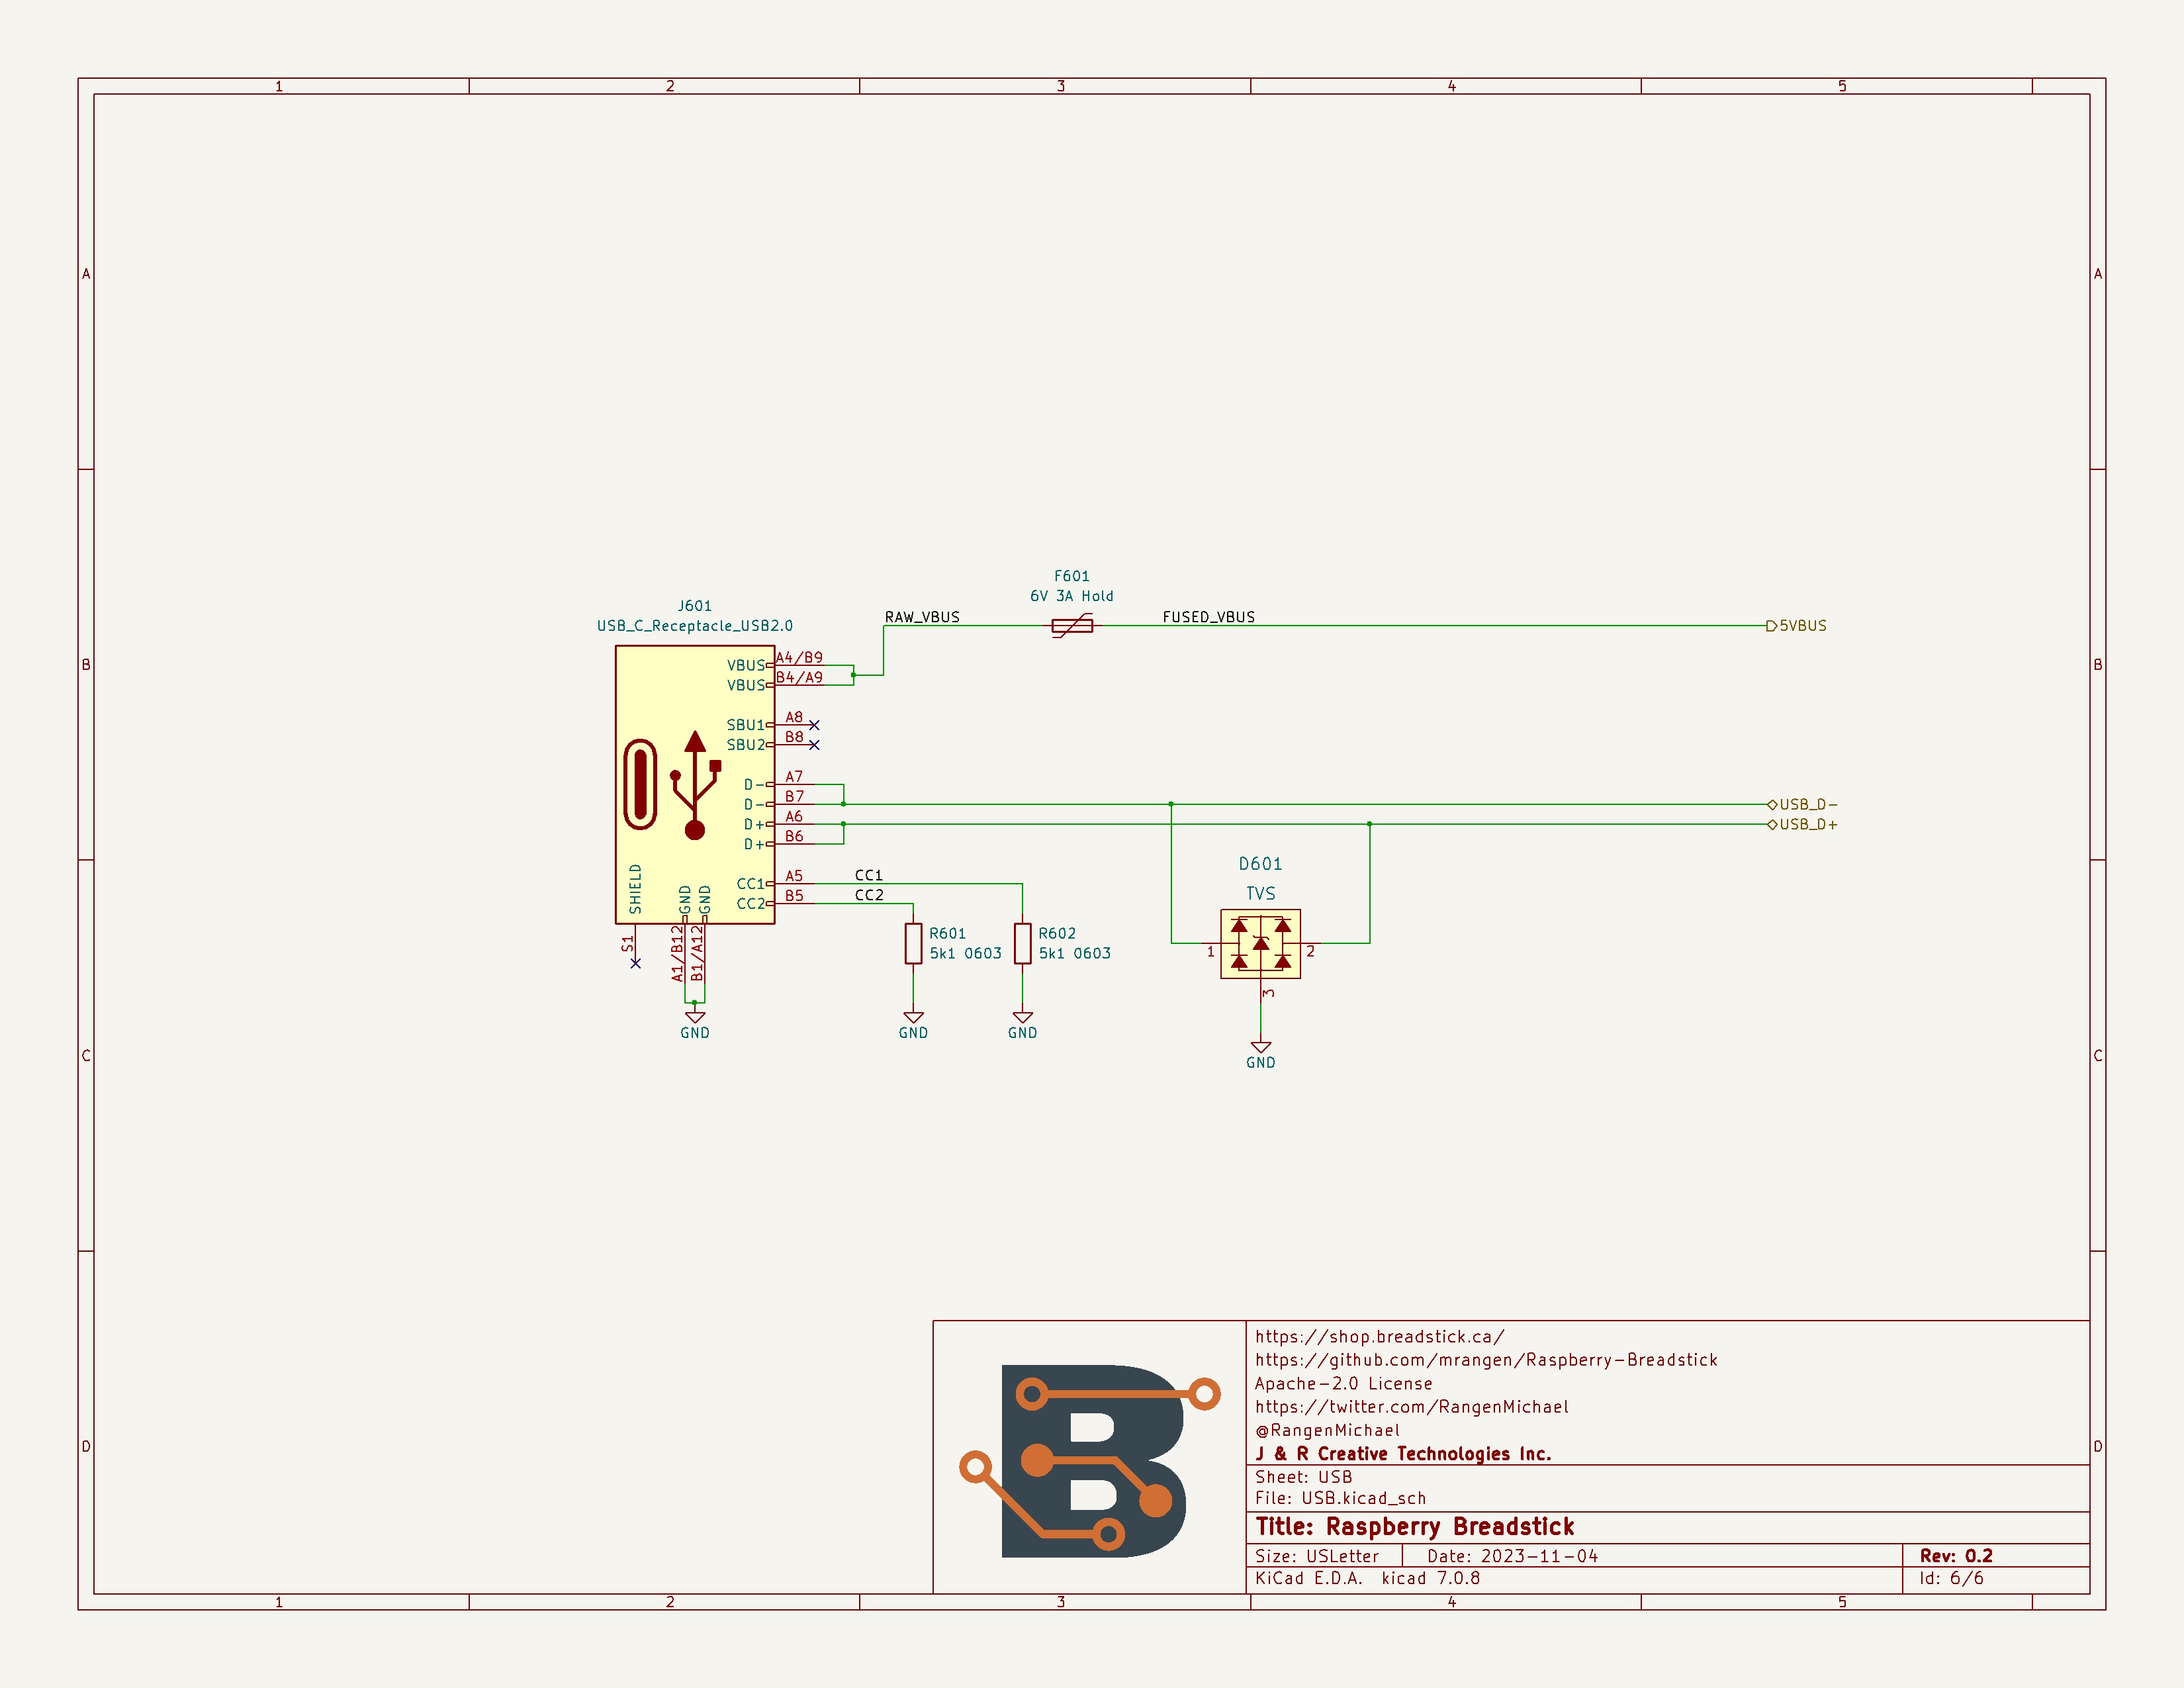 1 2 3 4 5
A A
B B
C C
D D
F601
6V 3A Hold
J601
USB_C_Receptacle_USB2.0
RAW_VBUS
FUSED_VBUS
5VBUS
VBUS A4/B9
VBUS B4/A9
SBU1 A8
SBU2 B8
D- A7
D- B7
USB_D-
D+ A6
USB_D+
D+ B6
CC1 A5 CC1
CC2 B5 CC2
SHIELD
GND
GND
S1
A1/B12
B1/A12
GND
R601
5k1 0603
GND
R602
5k1 0603
GND
D601
TVS
1
2
3
GND
https://shop.breadstick.ca/
https://github.com/mrangen/Raspberry-Breadstick
Apache-2.0 License
https://twitter.com/RangenMichael
@RangenMichael
J & R Creative Technologies Inc.
Sheet: USB
File: USB.kicad_sch
Title: Raspberry Breadstick
Size: USLetter Date: 2023-11-04 Rev: 0.2
KiCad E.D.A. kicad 7.0.8 Id: 6/6
B
1 2 3 4 5